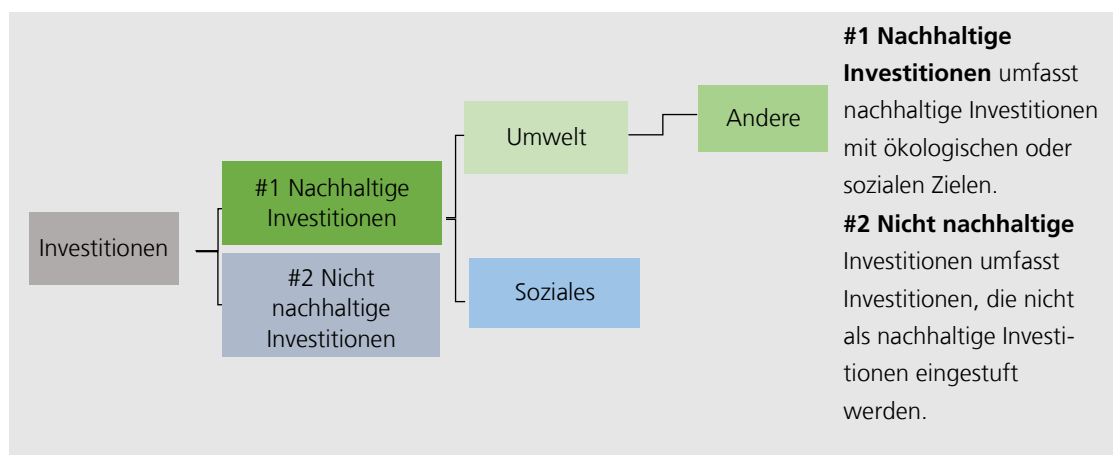 Investitionen
#1 Nachhaltige
Investitionen
#2 Nicht
nachhaltige
Investitionen
Umwelt
Soziales
Andere
#1 Nachhaltige
Investitionen umfasst
nachhaltige Investitionen
mit ökologischen oder
sozialen Zielen.
#2 Nicht nachhaltige
Investitionen umfasst
Investitionen, die nicht
als nachhaltige Investi-
tionen eingestuft
werden.